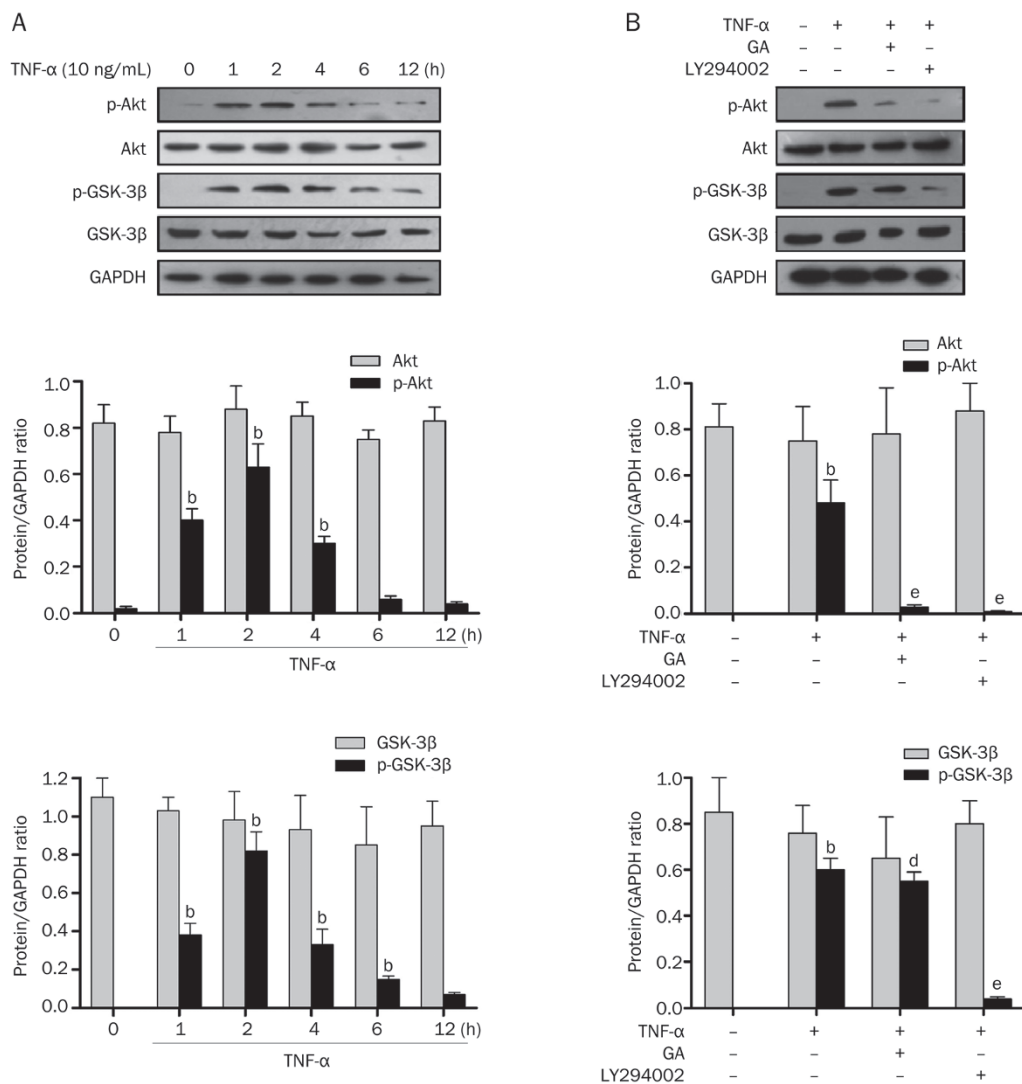 A
TNF-α (10 ng/mL) 0 1 2 4 6 12 (h)
p-Akt
Akt
p-GSK-3β
GSK-3β
GAPDH
Akt
p-Akt
Protein/GAPDH ratio
1.0
0.8
0.6
0.4
0.2
0.0
b
b
b
0 1 2 4 6 12 (h)
TNF-α
GSK-3β
p-GSK-3β
Protein/GAPDH ratio
1.2
1.0
0.8
0.6
0.4
0.2
0.0
b
b
b
b
0 1 2 4 6 12 (h)
TNF-α
B
TNF-α – + + +
GA – – + –
LY294002 – – – +
p-Akt
Akt
p-GSK-3β
GSK-3β
GAPDH
Akt
p-Akt
Protein/GAPDH ratio
1.0
0.8
0.6
0.4
0.2
0.0
b
e
e
TNF-α – + + +
GA – – + –
LY294002 – – – +
GSK-3β
p-GSK-3β
Protein/GAPDH ratio
1.0
0.8
0.6
0.4
0.2
0.0
b
d
e
TNF-α – + + +
GA – – + –
LY294002 – – – +